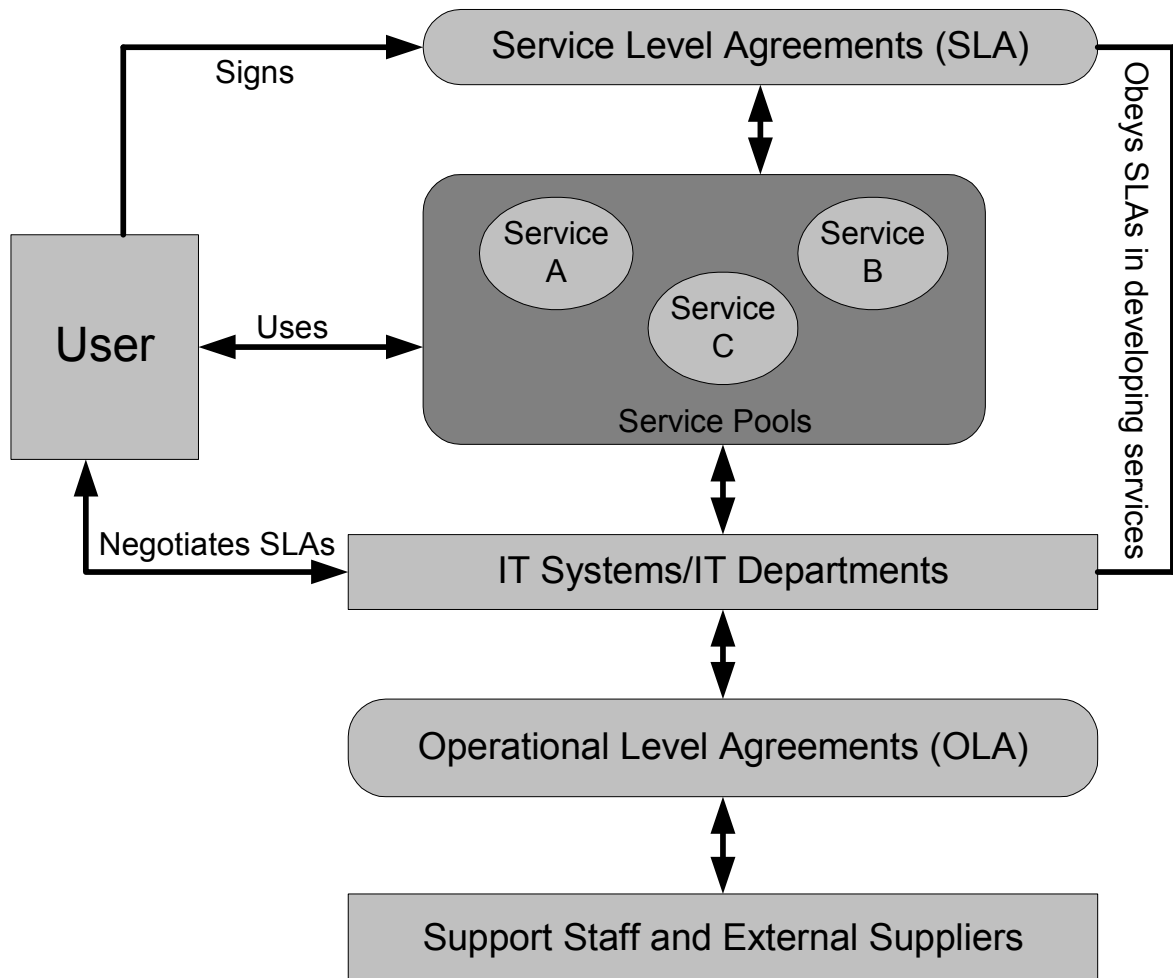 Service Level Agreements (SLA)
Signs
Obeys SLAs in developing services
Service
A
Service
B
Service
C
User
Uses
Service Pools
Negotiates SLAs
IT Systems/IT Departments
Operational Level Agreements (OLA)
Support Staff and External Suppliers